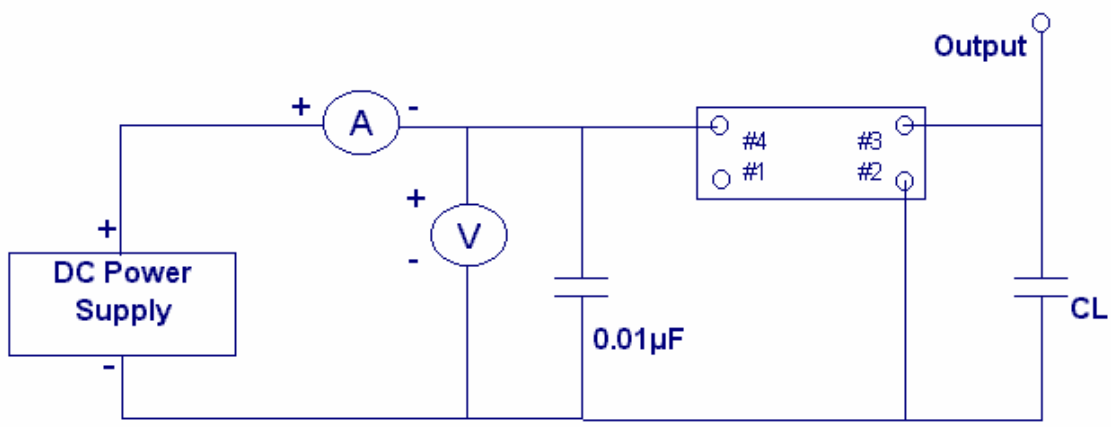 Output
+ A -
#4 #3
#1 #2
+
V
-
+
DC Power
Supply
-
0.01µF
CL